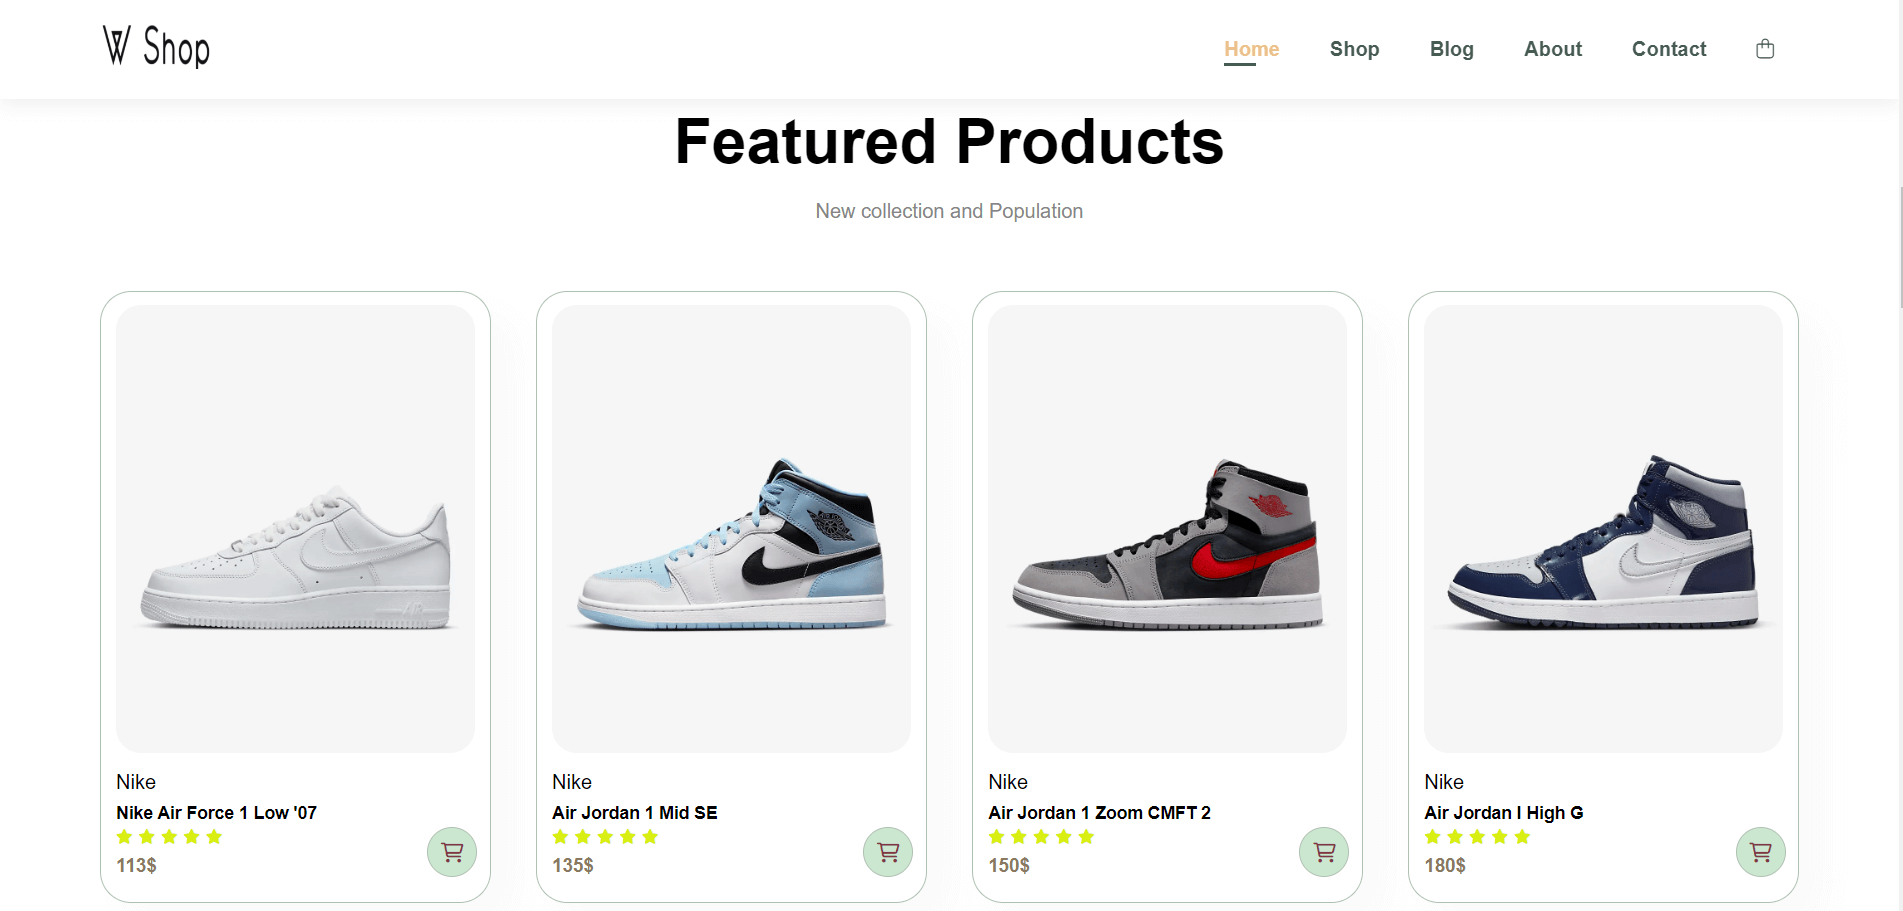 W Shop
Home Shop Blog About Contact
Featured Products
New collection and Population
Nike
Nike Air Force 1 Low '07
113$
Nike
Air Jordan 1 Mid SE
135$
Nike
Air Jordan 1 Zoom CMFT 2
150$
Nike
Air Jordan I High G
180$